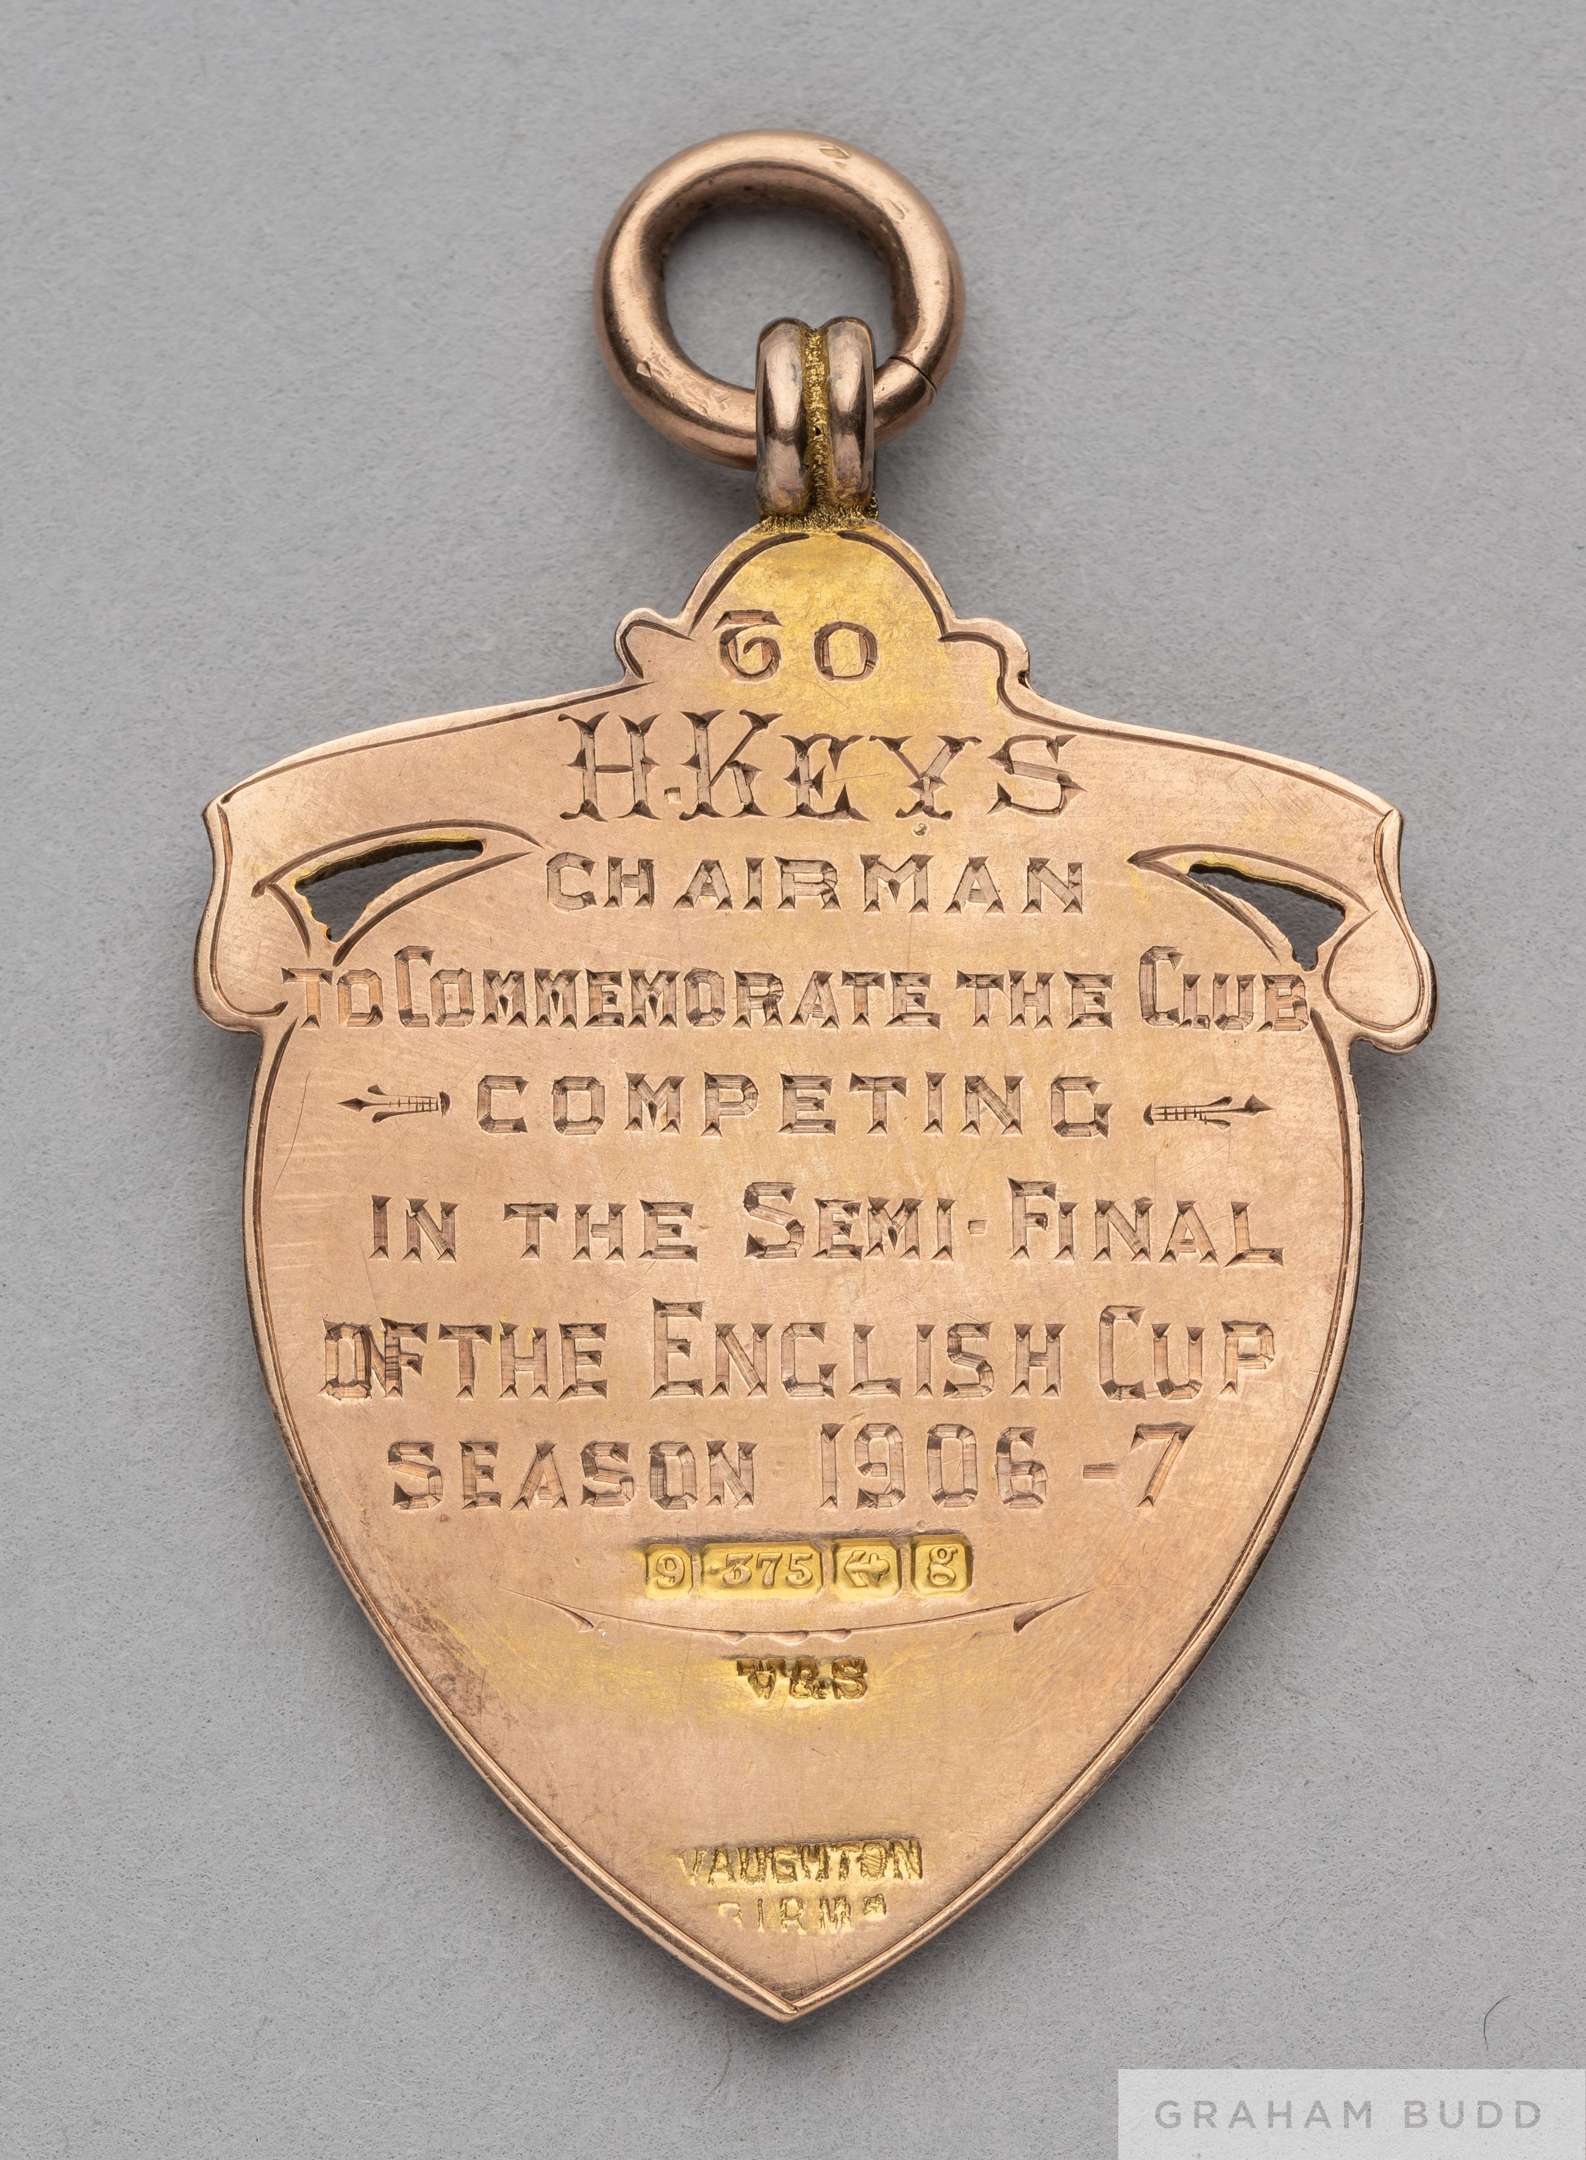 TO
H.KEYS
CHAIRMAN
TO COMMEMORATE THE CLUB
COMPETING
IN THE SEMI-FINAL
OF THE ENGLISH CUP
SEASON 1906-7
9 .375 g
V&S
VAUGHTON
BIRM
GRAHAM BUDD